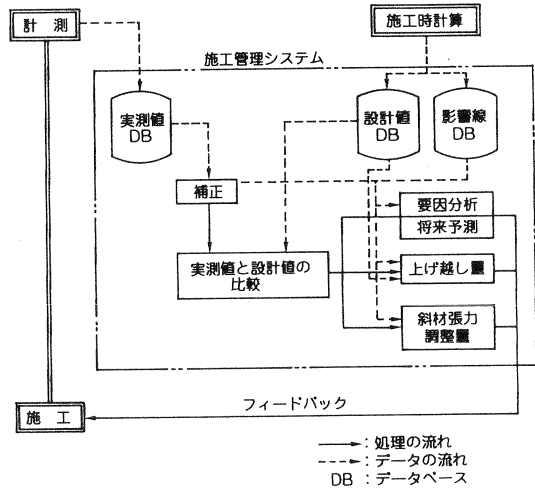 計測
施工時計算
施工管理システム
実測値
DB
設計値
DB
影響線
DB
補正
要因分析
将来予測
実測値と設計値の
比較
上げ越し量
斜材張力
調整量
フィードバック
施工
→:処理の流れ
--→:データの流れ
DB:データベース